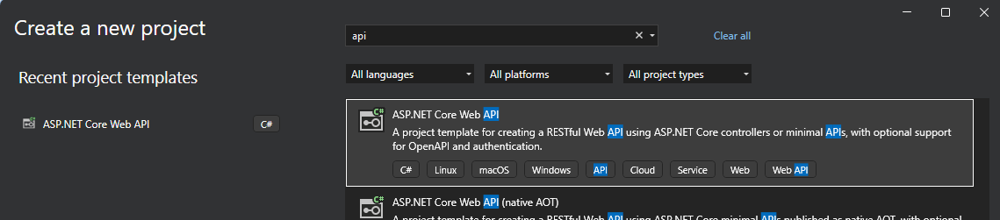 Create a new project
api
Clear all
Recent project templates
All languages
All platforms
All project types
ASP.NET Core Web API
C#
ASP.NET Core Web API
A project template for creating a RESTful Web API using ASP.NET Core controllers or minimal APIs, with optional support
for OpenAPI and authentication.
C#
Linux
macOS
Windows
API
Cloud
Service
Web
Web API
ASP.NET Core Web API (native AOT)
A project template for creating a RESTful Web API using ASP.NET Core minimal APIs published as native AOT, with optional